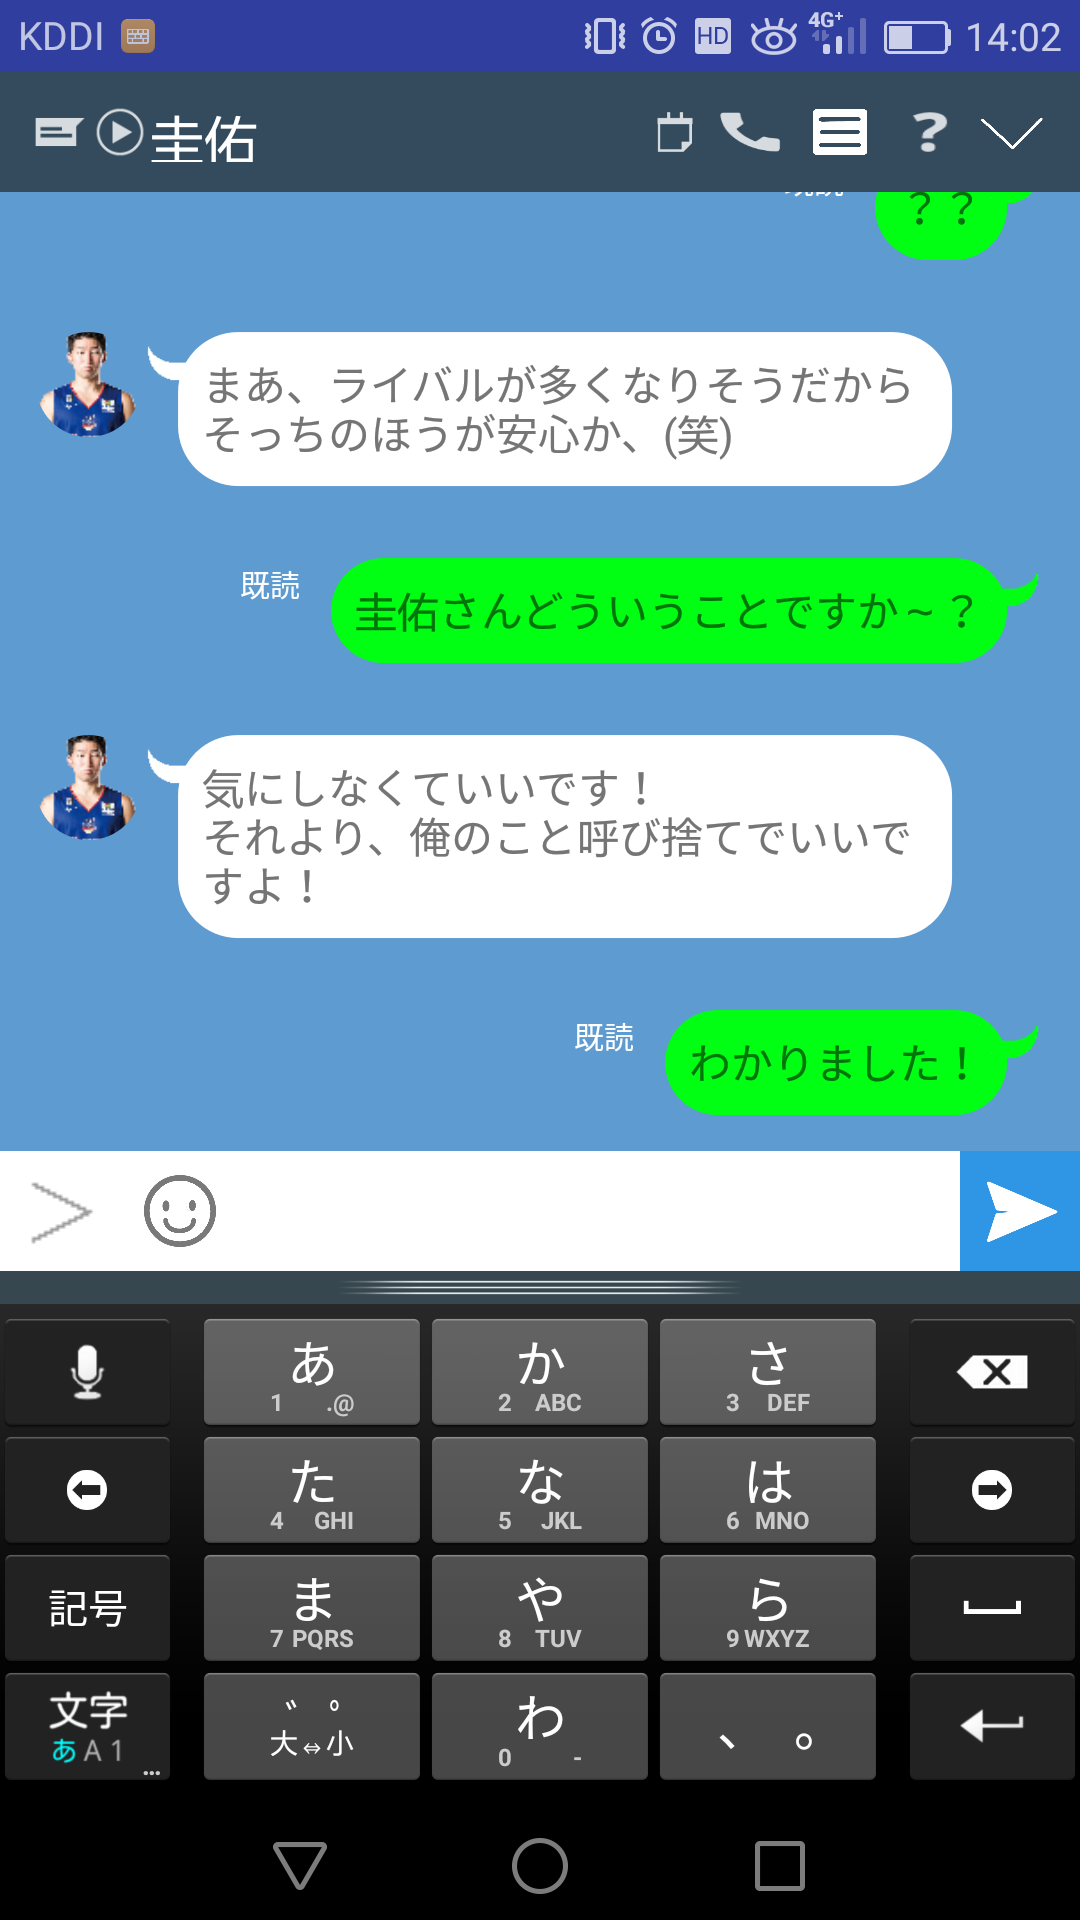 KDDI HD 4G+ 14:02
圭佑 ?
既読 ？？
まあ、ライバルが多くなりそうだから
そっちのほうが安心か、(笑)
既読 圭佑さんどういうことですか～？
気にしなくていいです！
それより、俺のこと呼び捨てでいいで
すよ！
既読 わかりました！
あ か さ
1 .@ 2 ABC 3 DEF
た な は
4 GHI 5 JKL 6 MNO
記号 ま や ら
7 PQRS 8 TUV 9 WXYZ
文字 ゛゜ わ 、。
あA1 大⇔小 0 -
...